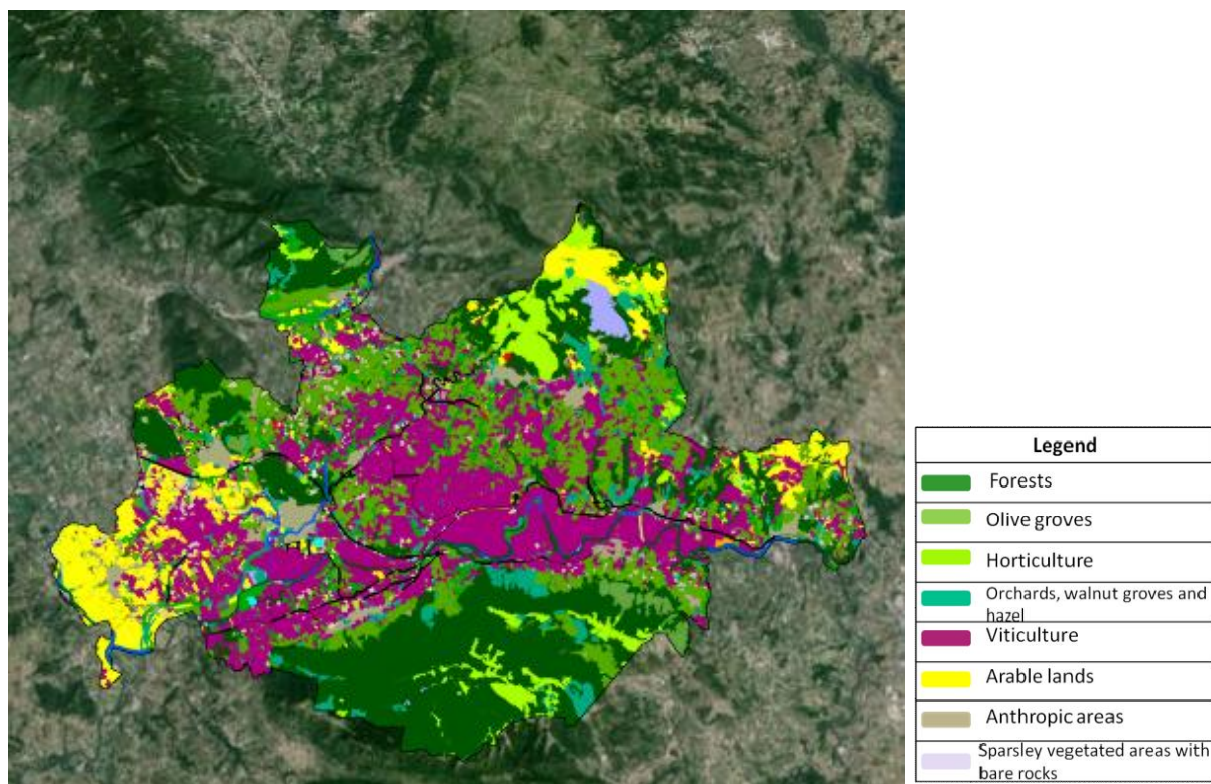 Legend
Forests
Olive groves
Horticulture
Orchards, walnut groves and
hazel
Viticulture
Arable lands
Anthropic areas
Sparsley vegetated areas with
bare rocks